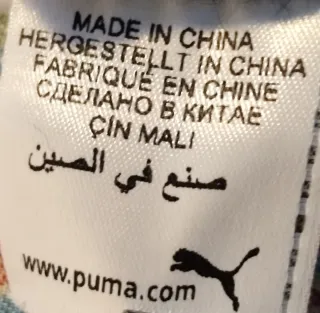 MADE IN CHINA
HERGESTELLT IN CHINA
FABRIQUÉ EN CHINE
СДЕЛАНО В КИТАЕ
ÇİN MALI
صنع في الصين
www.puma.com